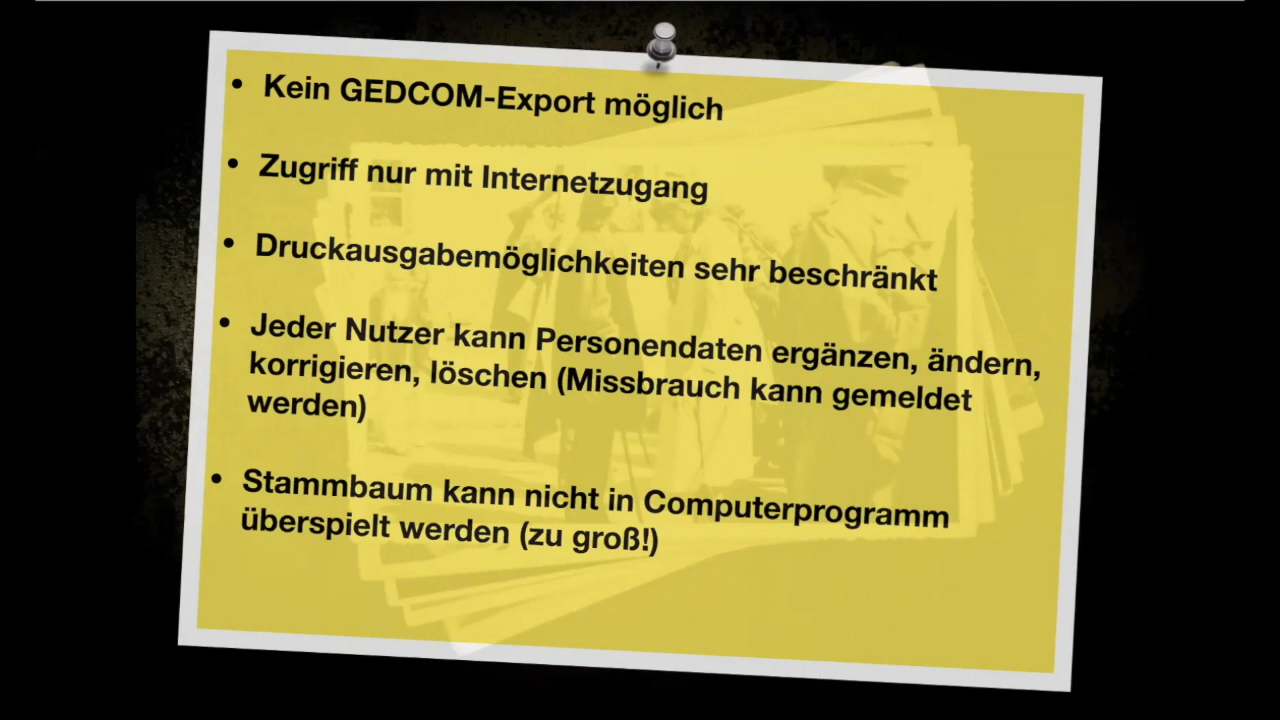 • Kein GEDCOM-Export möglich
• Zugriff nur mit Internetzugang
• Druckausgabemöglichkeiten sehr beschränkt
• Jeder Nutzer kann Personendaten ergänzen, ändern,
korrigieren, löschen (Missbrauch kann gemeldet
werden)
• Stammbaum kann nicht in Computerprogramm
überspielt werden (zu groß!)